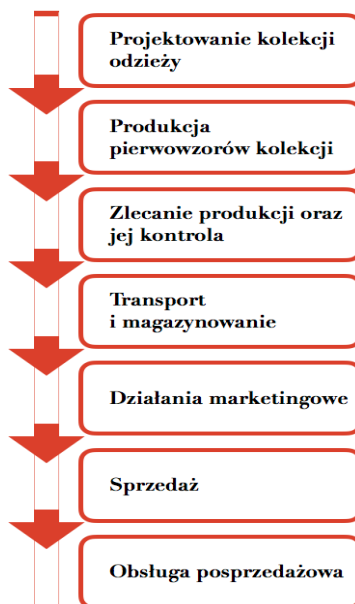 Projektowanie kolekcji
odzieży
Produkcja
pierwowzorów kolekcji
Zlecanie produkcji oraz
jej kontrola
Transport
i magazynowanie
Działania marketingowe
Sprzedaż
Obsługa posprzedażowa